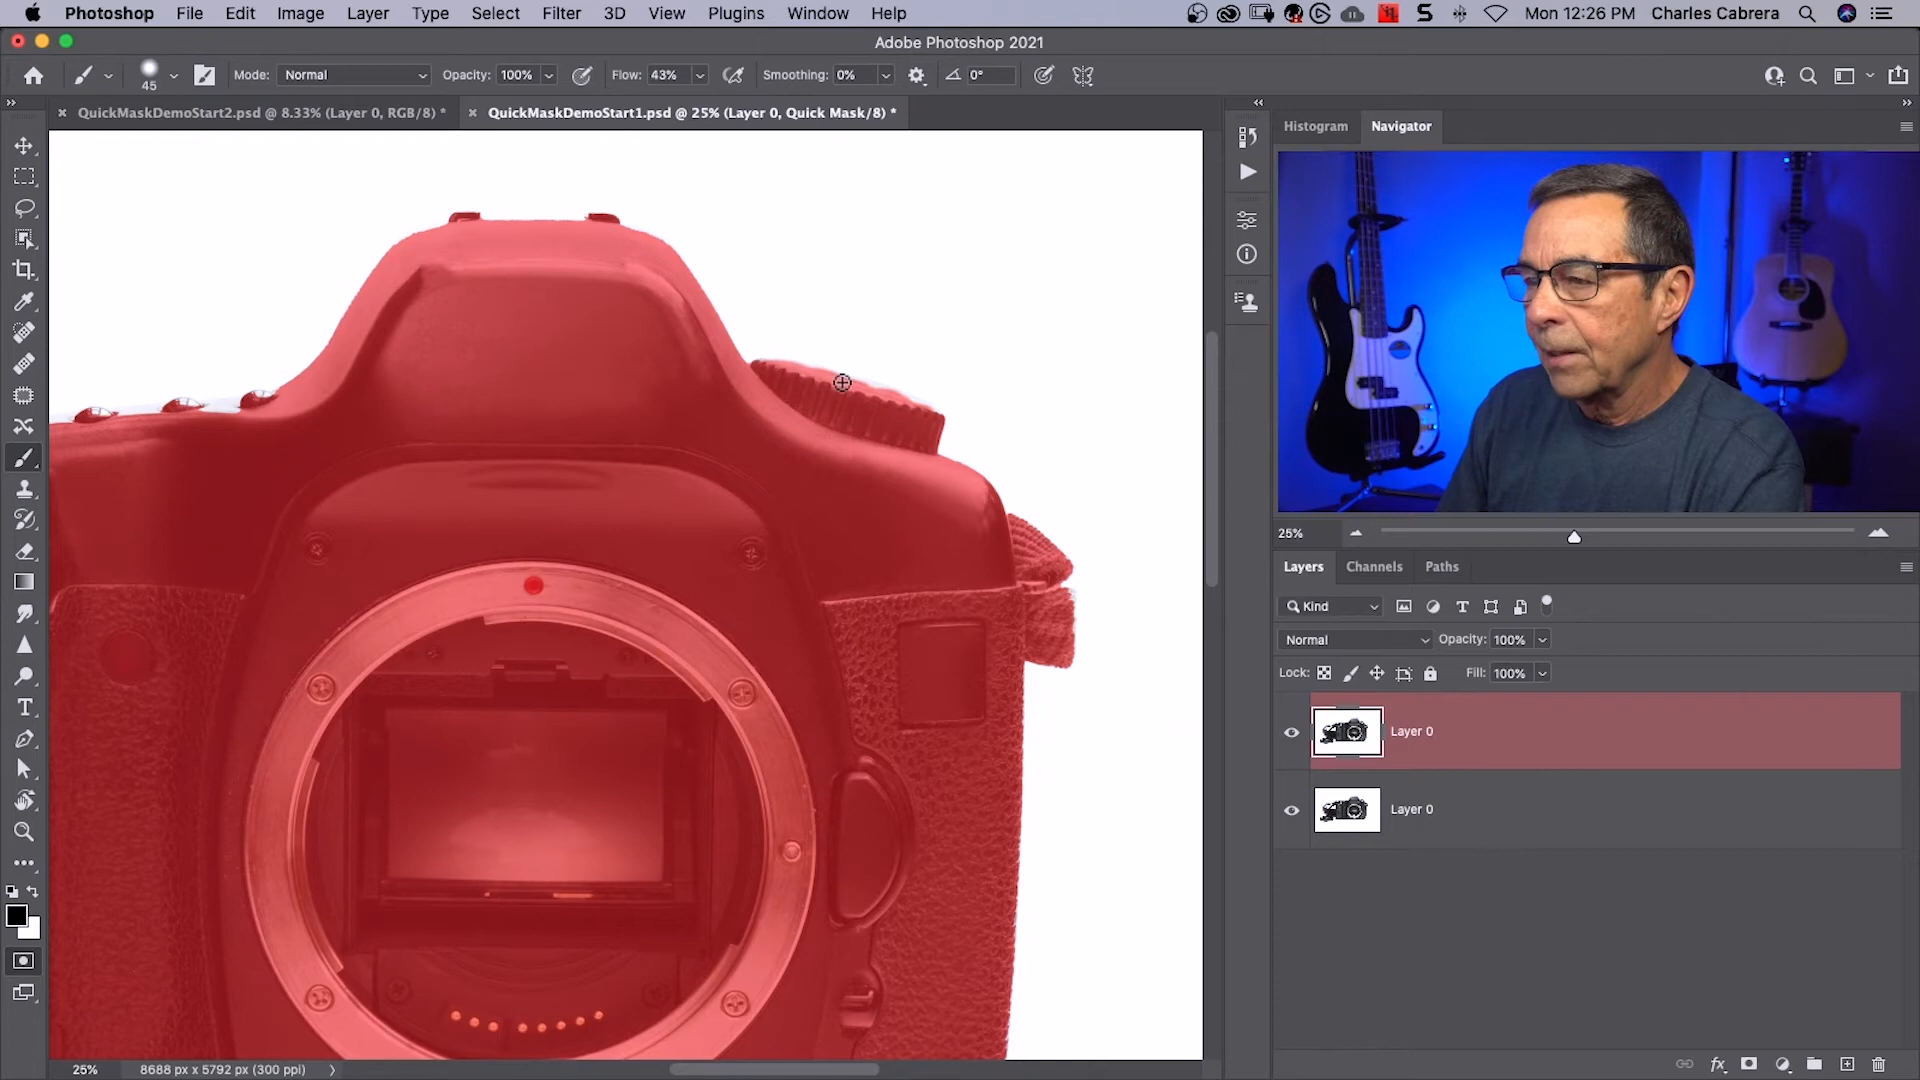 Photoshop File Edit Image Layer Type Select Filter 3D View Plugins Window Help Mon 12:26 PM Charles Cabrera
Adobe Photoshop 2021
45 Mode: Normal Opacity: 100% Flow: 43% Smoothing: 0% 0°
QuickMaskDemoStart2.psd @ 8.33% (Layer 0, RGB/8) * QuickMaskDemoStart1.psd @ 25% (Layer 0, Quick Mask/8) *
Histogram Navigator
25%
Layers Channels Paths
Kind
Normal Opacity: 100%
Lock: Fill: 100%
Layer 0
Layer 0
25% 8688 px x 5792 px (300 ppi)